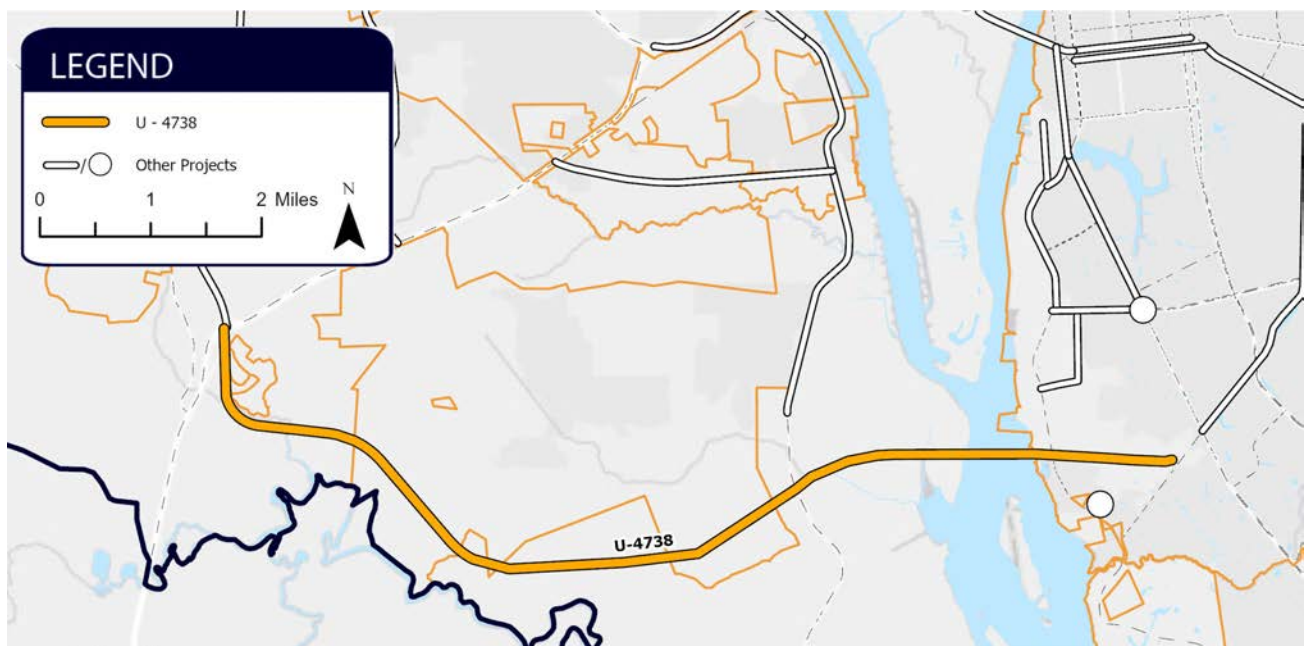 LEGEND
U - 4738
/
Other Projects
0 1 2 Miles
N
U-4738